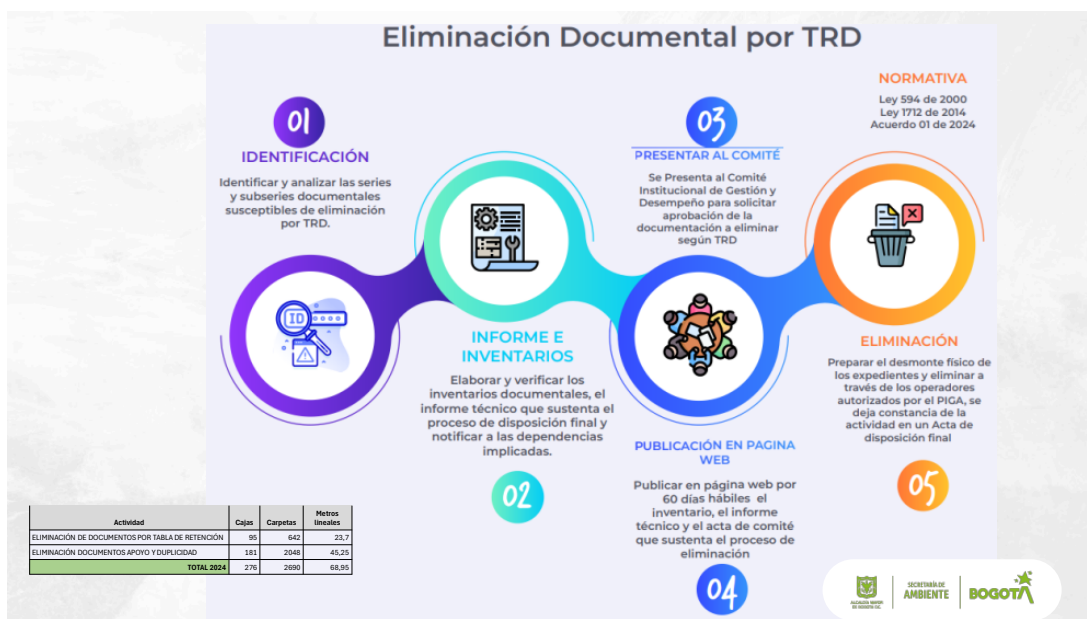 Eliminación Documental por TRD
NORMATIVA
Ley 594 de 2000
Ley 1712 de 2014
Acuerdo 01 de 2024
01
IDENTIFICACIÓN
Identificar y analizar las series
y subseries documentales
susceptibles de eliminación
por TRD.
ID
INFORME E
INVENTARIOS
Elaborar y verificar los
inventarios documentales, el
informe técnico que sustenta el
proceso de disposición final y
notificar a las dependencias
implicadas.
02
03
PRESENTAR AL COMITÉ
Se Presenta al Comité
Institucional de Gestión y
Desempeño para solicitar
aprobación de la
documentación a eliminar
según TRD
PUBLICACIÓN EN PAGINA
WEB
Publicar en página web por
60 días hábiles el
inventario, el informe
técnico y el acta de comité
que sustenta el proceso de
eliminación
04
ELIMINACIÓN
Preparar el desmonte físico de
los expedientes y eliminar a
través de los operadores
autorizados por el PIGA, se
deja constancia de la
actividad en un Acta de
disposición final
05
Actividad Cajas Carpetas Metros lineales
ELIMINACIÓN DE DOCUMENTOS POR TABLA DE RETENCIÓN 95 642 23,7
ELIMINACIÓN DOCUMENTOS APOYO Y DUPLICIDAD 181 2048 45,25
TOTAL 2024 276 2690 68,95
ALCALDÍA MAYOR
DE BOGOTÁ D.C.
SECRETARÍA DE
AMBIENTE
BOGOTÁ